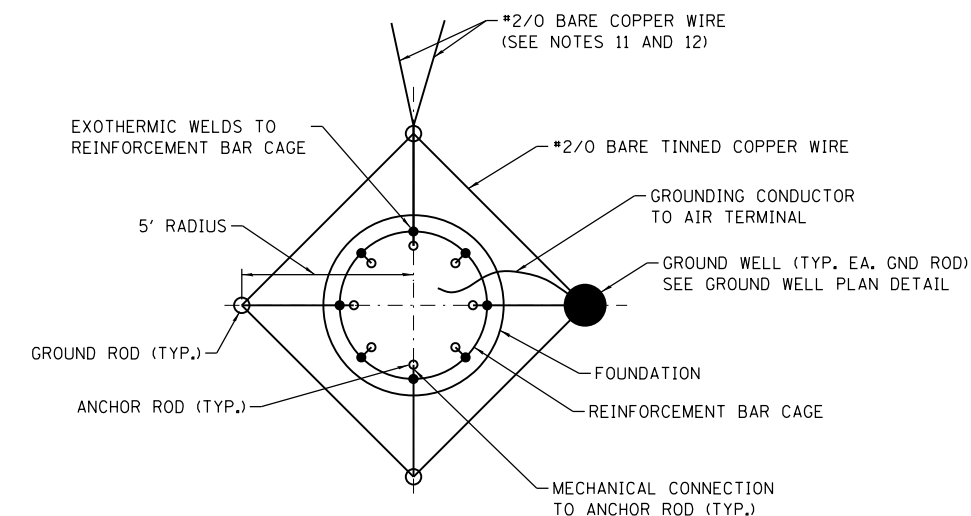 #2/0 BARE COPPER WIRE
(SEE NOTES 11 AND 12)
EXOTHERMIC WELDS TO
REINFORCEMENT BAR CAGE
#2/0 BARE TINNED COPPER WIRE
GROUNDING CONDUCTOR
TO AIR TERMINAL
5' RADIUS
GROUND WELL (TYP. EA. GND ROD)
SEE GROUND WELL PLAN DETAIL
GROUND ROD (TYP.)
FOUNDATION
ANCHOR ROD (TYP.)
REINFORCEMENT BAR CAGE
MECHANICAL CONNECTION
TO ANCHOR ROD (TYP.)